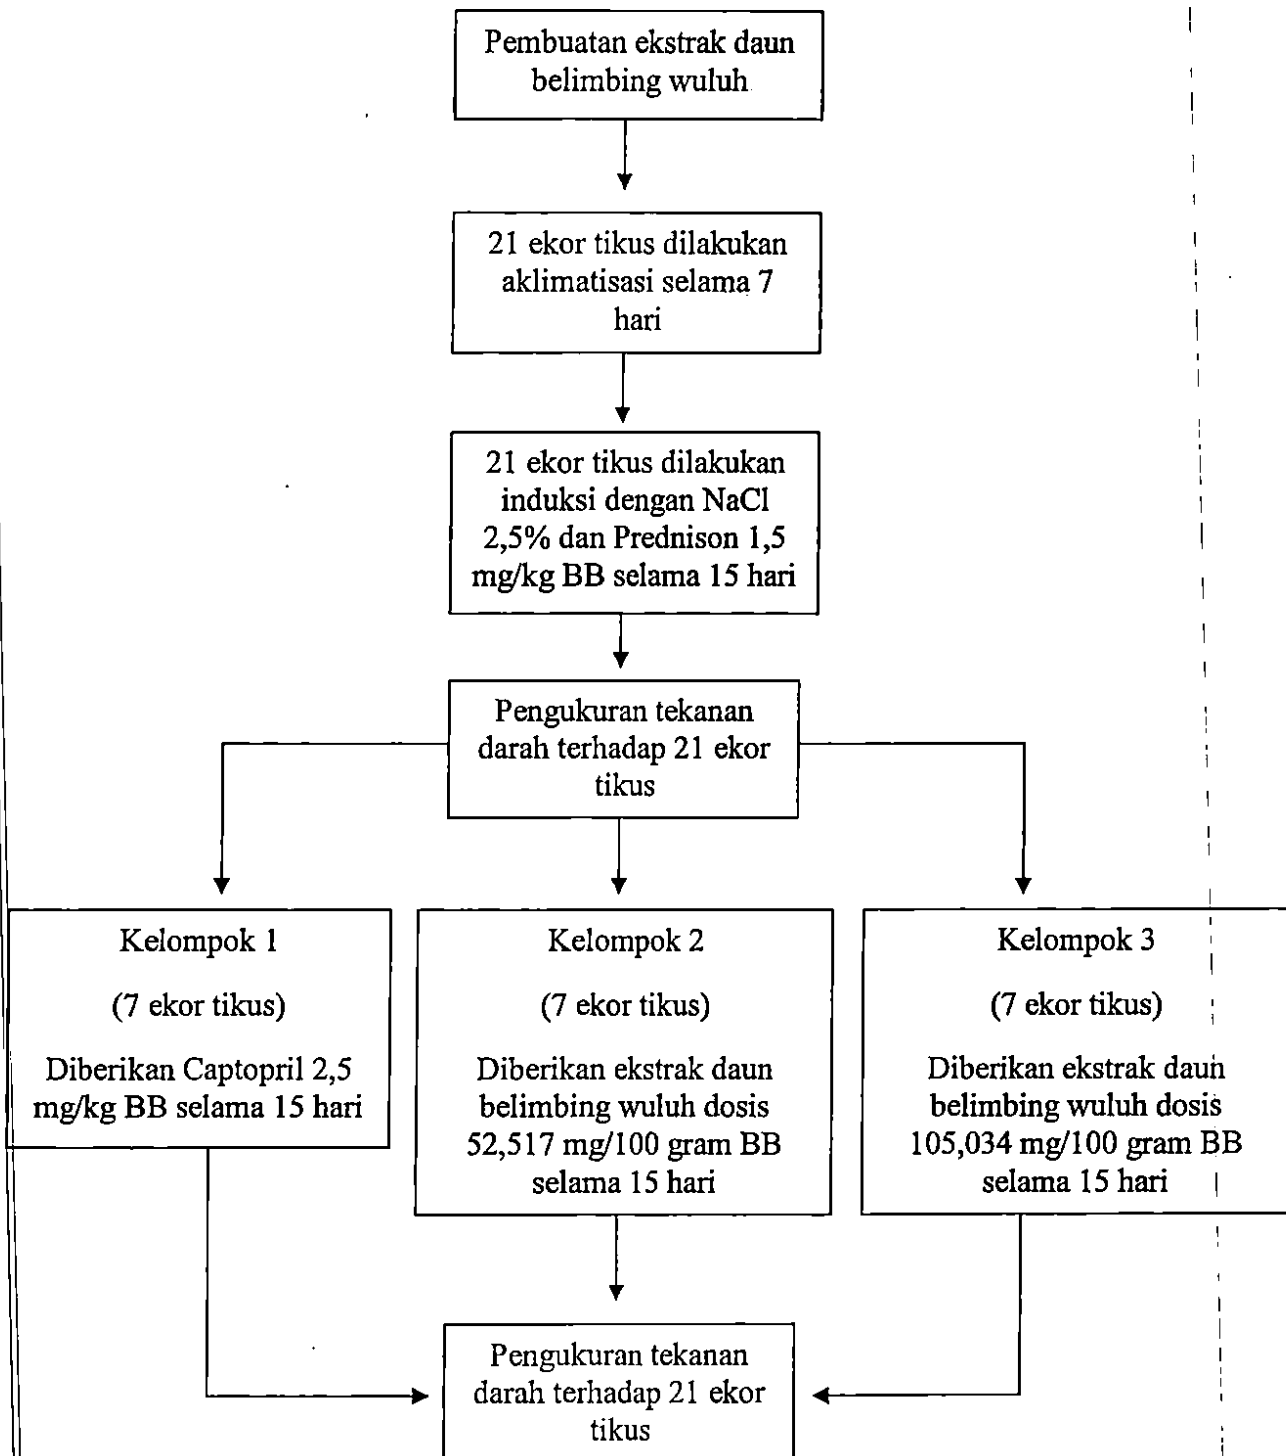 Pembuatan ekstrak daun
belimbing wuluh
21 ekor tikus dilakukan
aklimatisasi selama 7
hari
21 ekor tikus dilakukan
induksi dengan NaCl
2,5% dan Prednison 1,5
mg/kg BB selama 15 hari
Pengukuran tekanan
darah terhadap 21 ekor
tikus
Kelompok 1
(7 ekor tikus)
Diberikan Captopril 2,5
mg/kg BB selama 15 hari
Kelompok 2
(7 ekor tikus)
Diberikan ekstrak daun
belimbing wuluh dosis
52,517 mg/100 gram BB
selama 15 hari
Kelompok 3
(7 ekor tikus)
Diberikan ekstrak daun
belimbing wuluh dosis
105,034 mg/100 gram BB
selama 15 hari
Pengukuran tekanan
darah terhadap 21 ekor
tikus